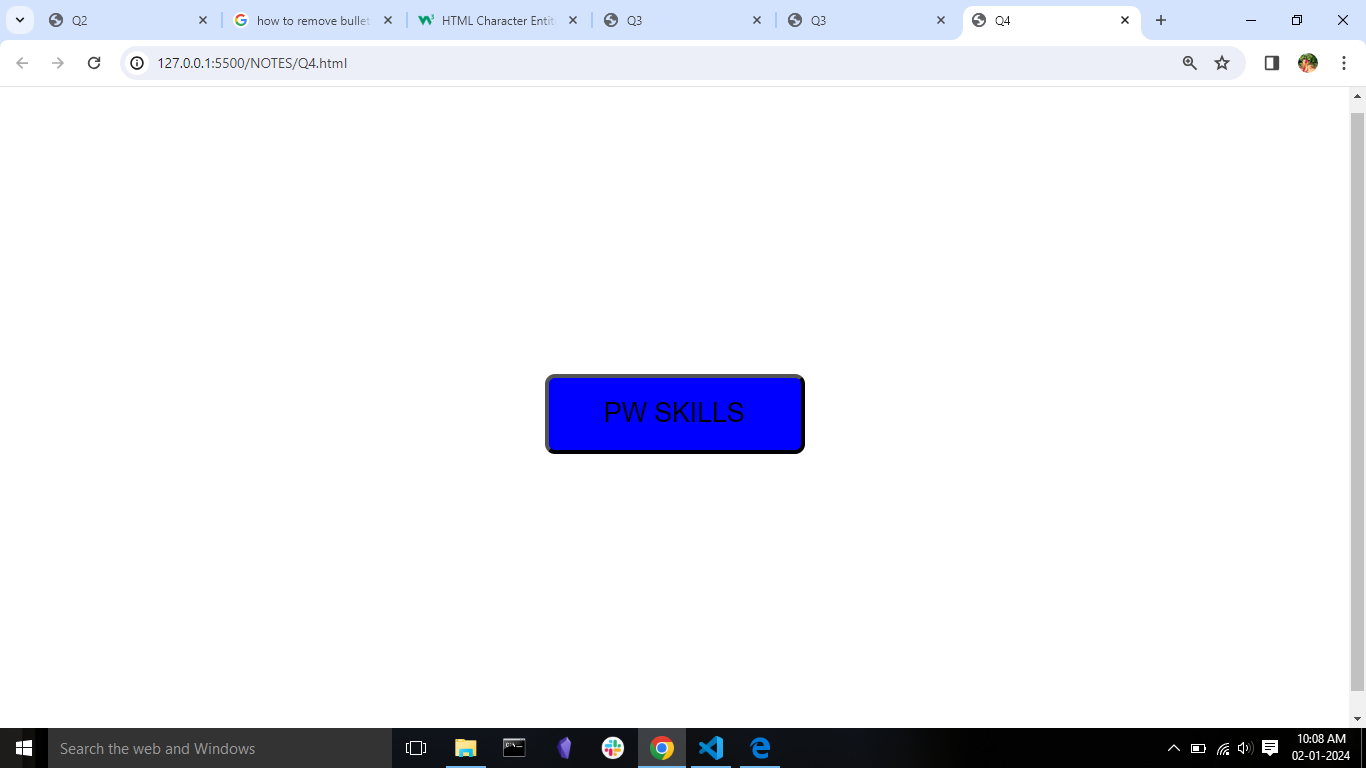 Q2
how to remove bullet
HTML Character Entiti
Q3
Q3
Q4
127.0.0.1:5500/NOTES/Q4.html
PW SKILLS
Search the web and Windows
10:08 AM
02-01-2024